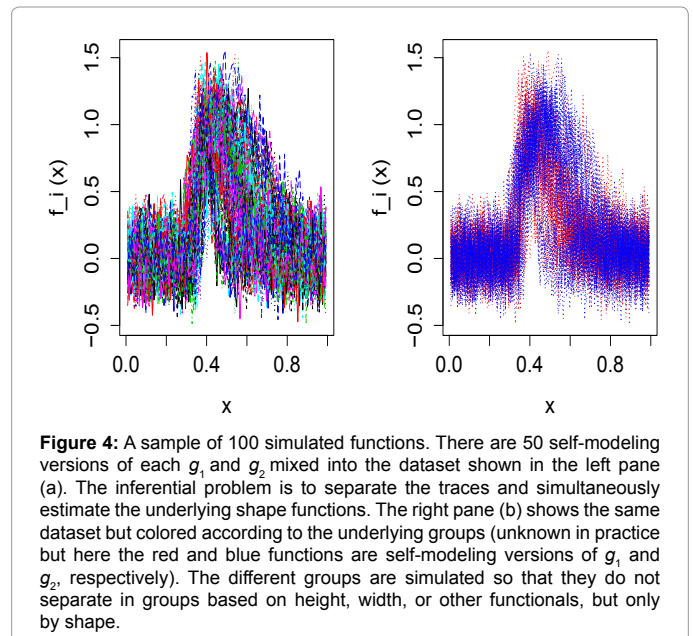 f_i (x)
1.5
1.0
0.5
0.0
−0.5
0.0 0.4 0.8
x
f_i (x)
1.5
1.0
0.5
0.0
−0.5
0.0 0.4 0.8
x
Figure 4: A sample of 100 simulated functions. There are 50 self-modeling
versions of each g₁ and g₂ mixed into the dataset shown in the left pane
(a). The inferential problem is to separate the traces and simultaneously
estimate the underlying shape functions. The right pane (b) shows the same
dataset but colored according to the underlying groups (unknown in practice
but here the red and blue functions are self-modeling versions of g₁ and
g₂, respectively). The different groups are simulated so that they do not
separate in groups based on height, width, or other functionals, but only
by shape.